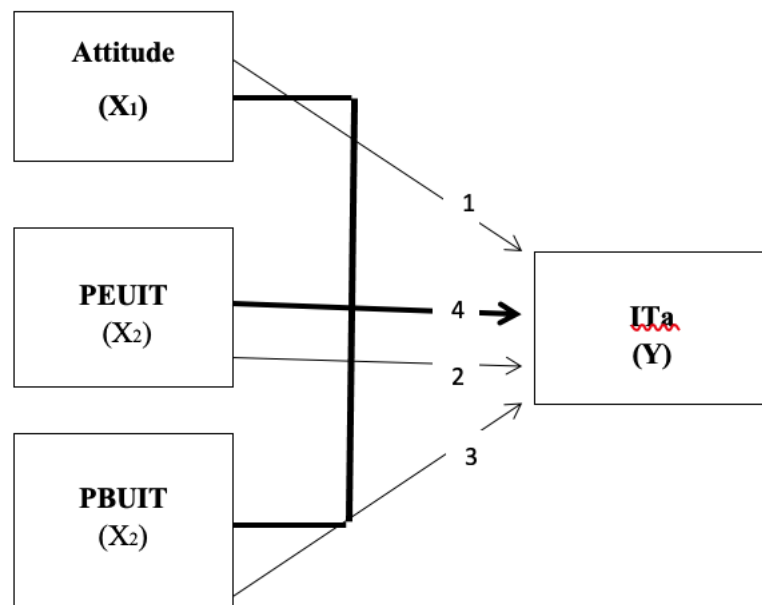 Attitude
(X₁)
1
PEUIT
(X₂)
4
ITa
(Y)
2
3
PBUIT
(X₂)